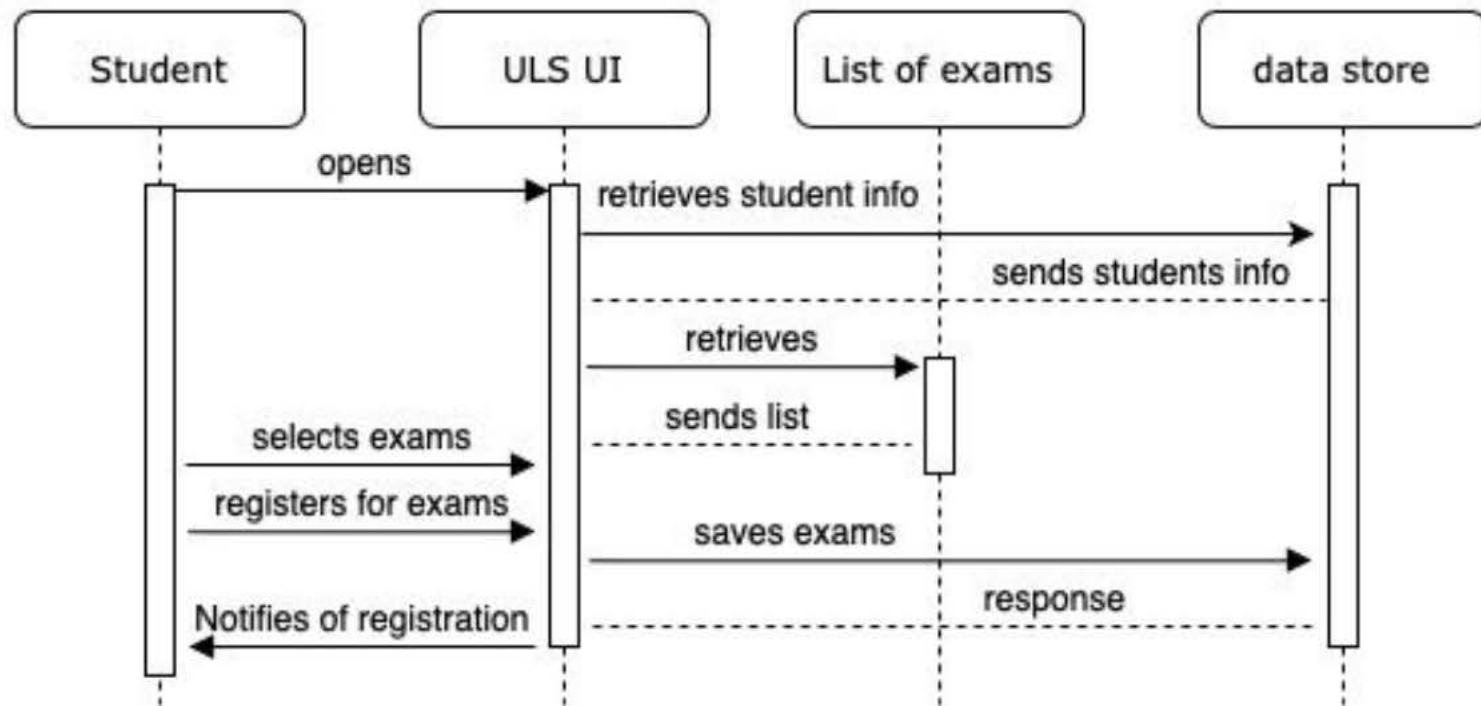 Student
ULS UI
List of exams
data store
opens
retrieves student info
sends students info
retrieves
sends list
selects exams
registers for exams
saves exams
response
Notifies of registration